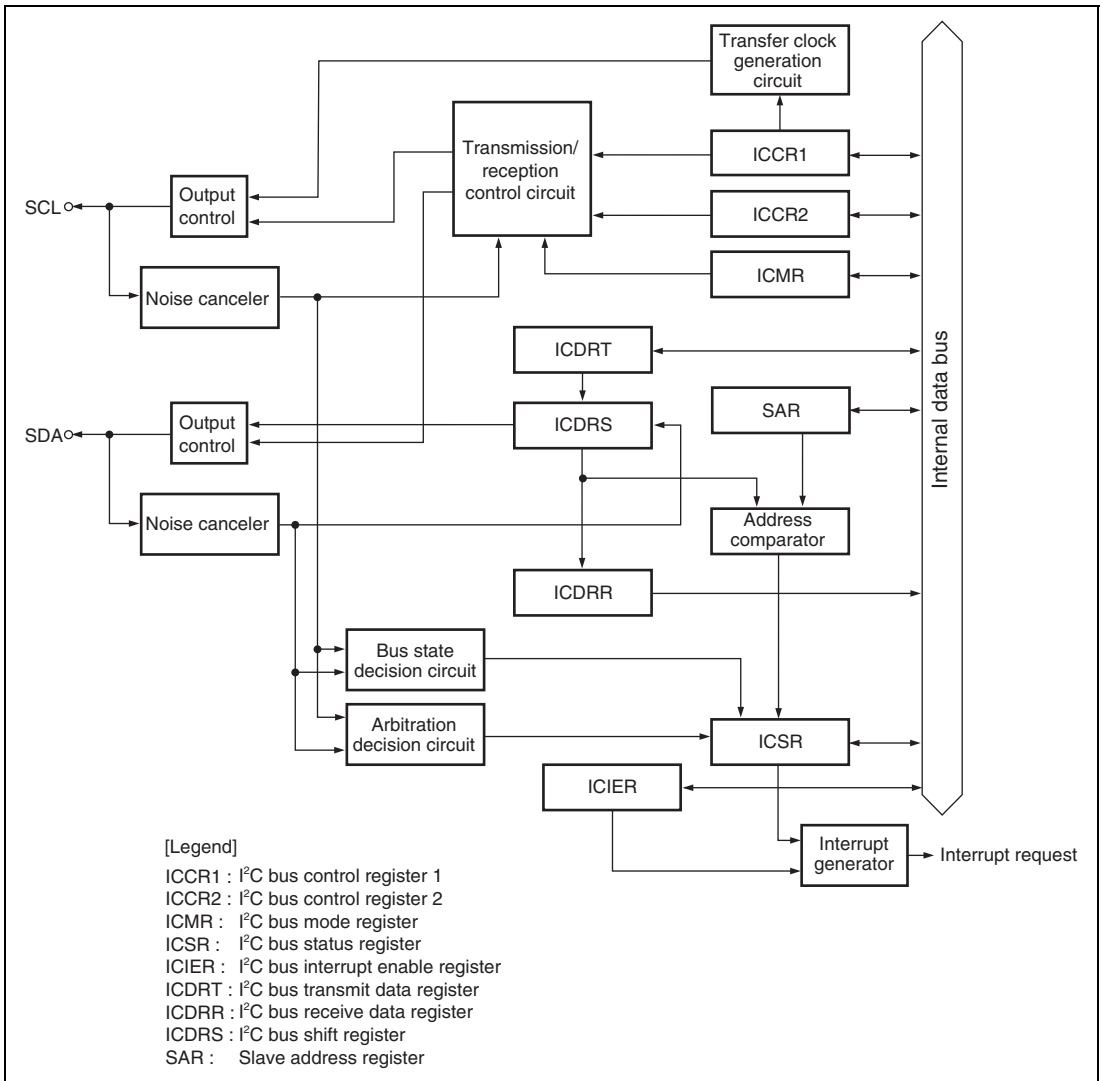 Transfer clock
generation
circuit
Transmission/
reception
control circuit
ICCR1
Output
control
SCL
ICCR2
ICMR
Noise canceler
ICDRT
Internal data bus
Output
control
SDA
ICDRS
SAR
Noise canceler
Address
comparator
ICDRR
Bus state
decision circuit
Arbitration
decision circuit
ICSR
ICIER
Interrupt
generator
Interrupt request
[Legend]
ICCR1 : I²C bus control register 1
ICCR2 : I²C bus control register 2
ICMR : I²C bus mode register
ICSR : I²C bus status register
ICIER : I²C bus interrupt enable register
ICDRT : I²C bus transmit data register
ICDRR : I²C bus receive data register
ICDRS : I²C bus shift register
SAR : Slave address register